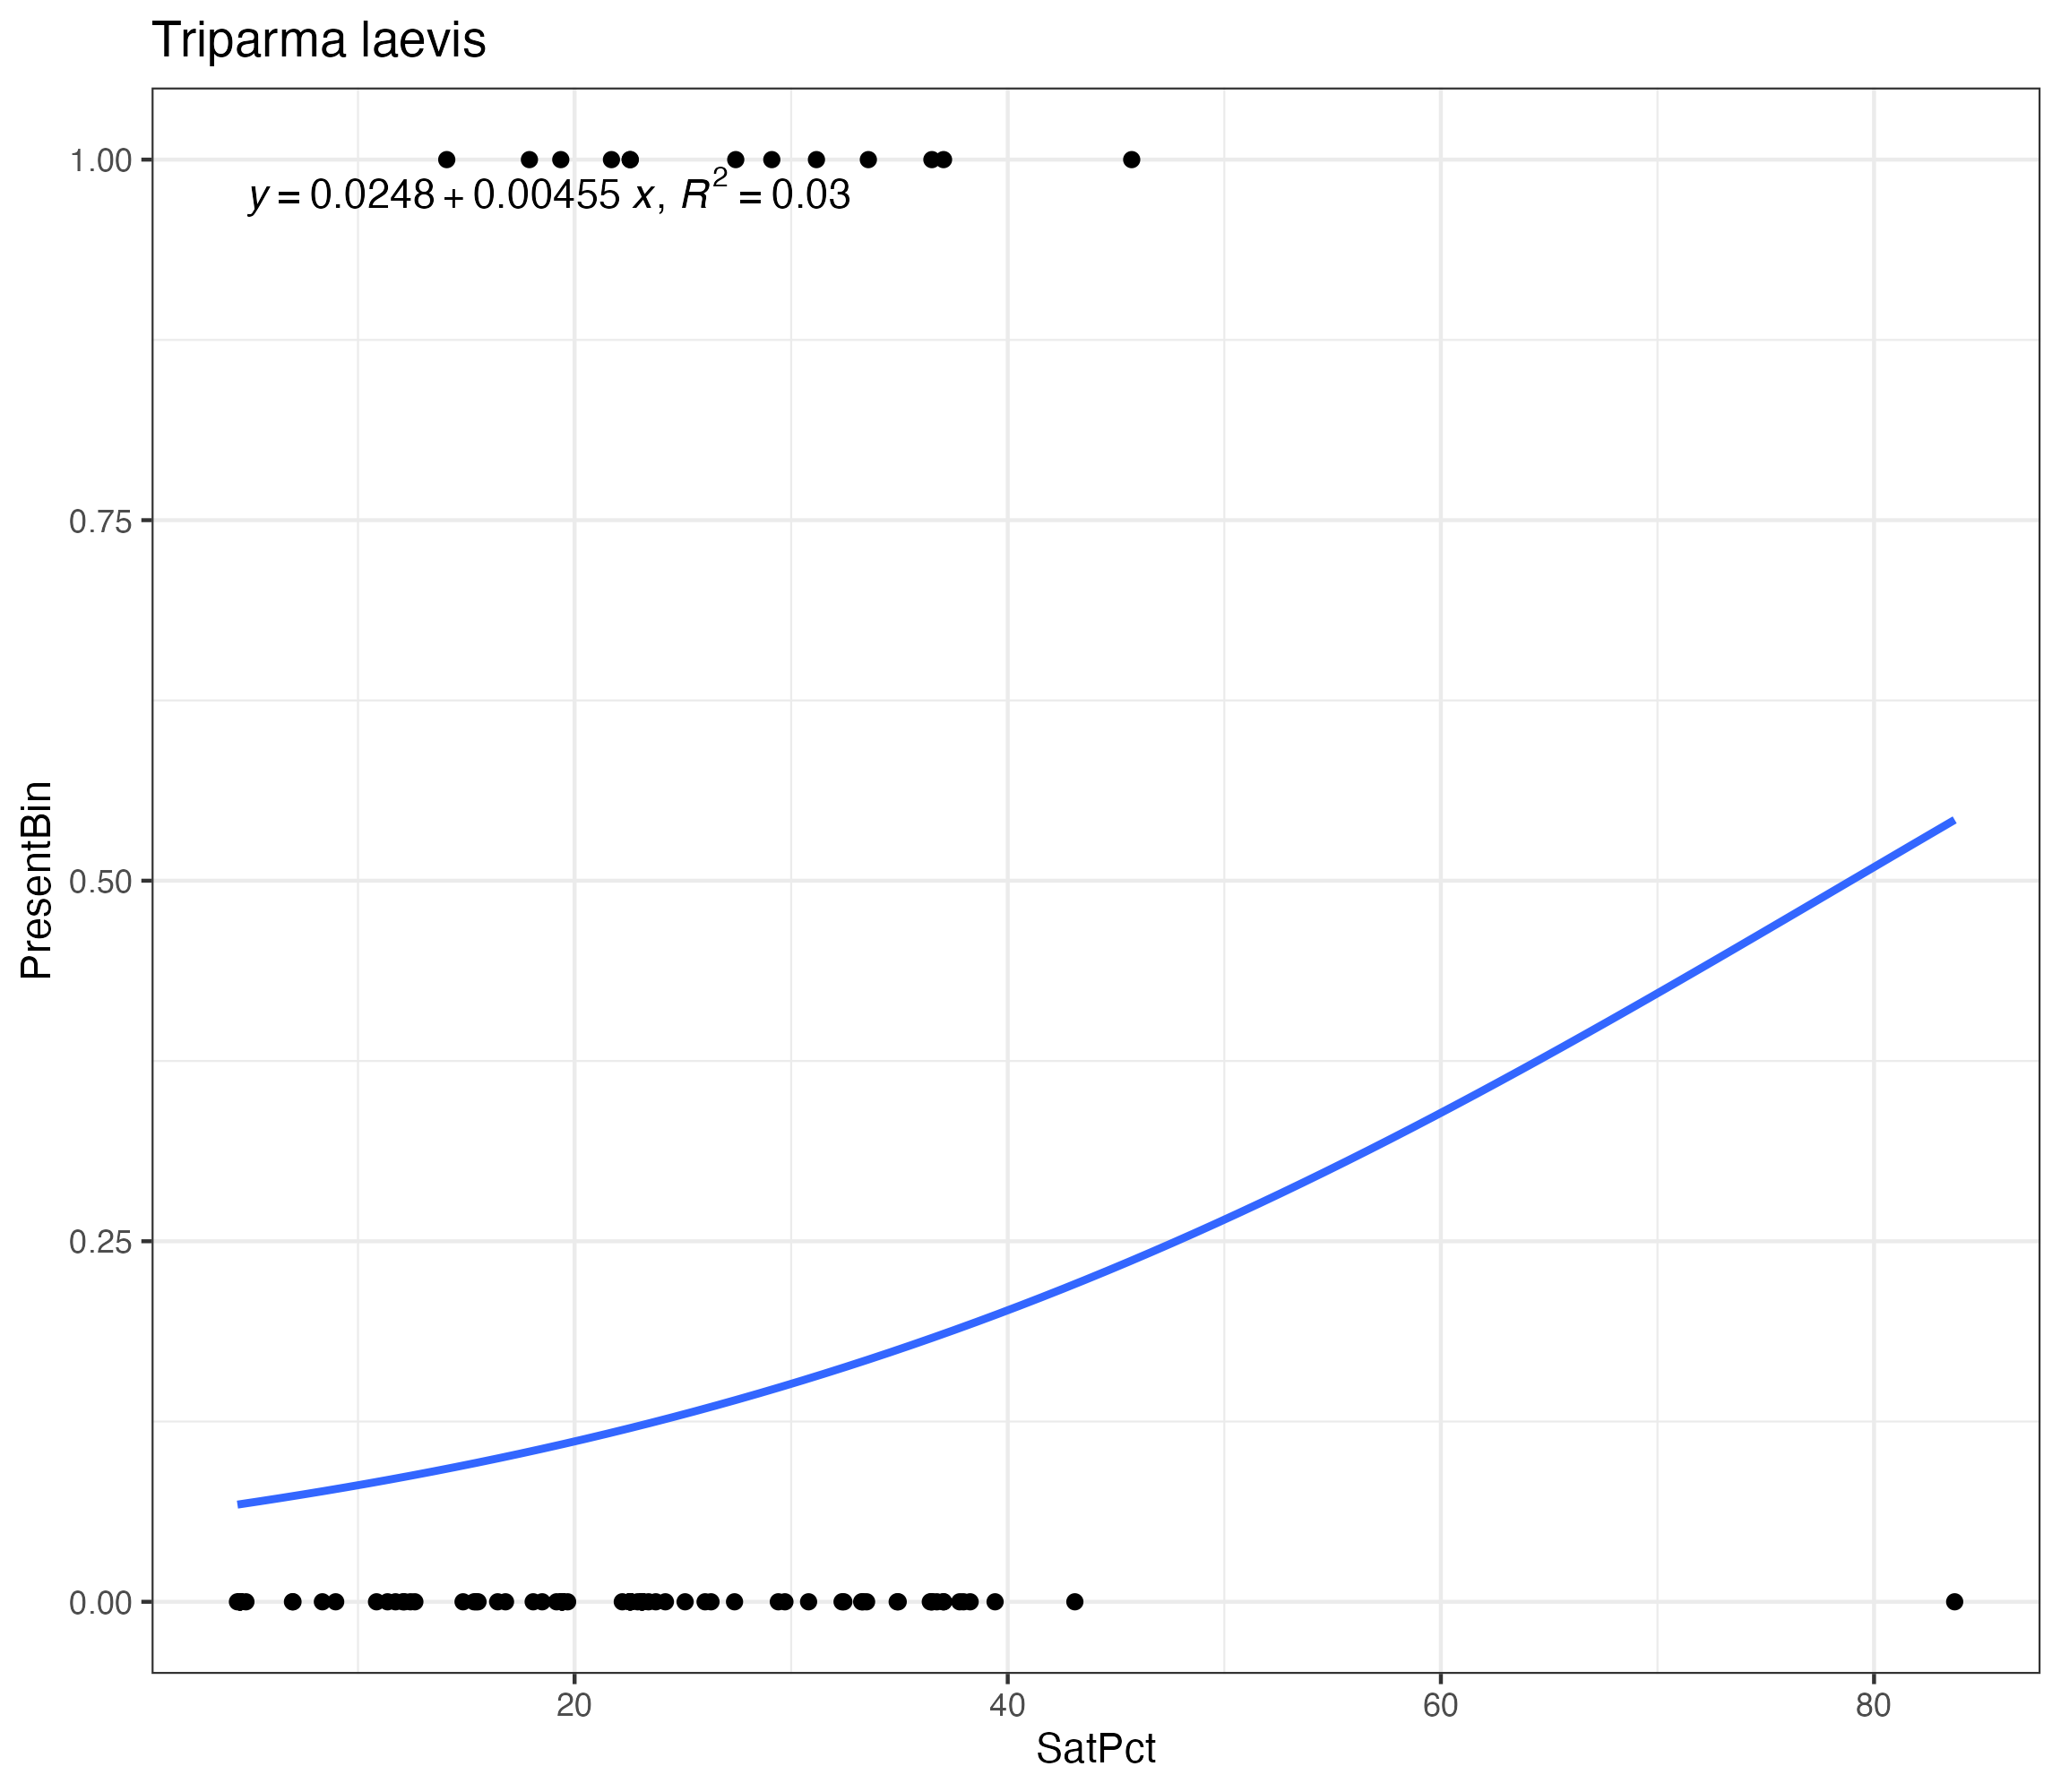 Triparma laevis
1.00
y = 0.0248 + 0.00455 x, R² = 0.03
0.75
0.50
0.25
0.00
PresentBin
20 40 60 80
SatPct